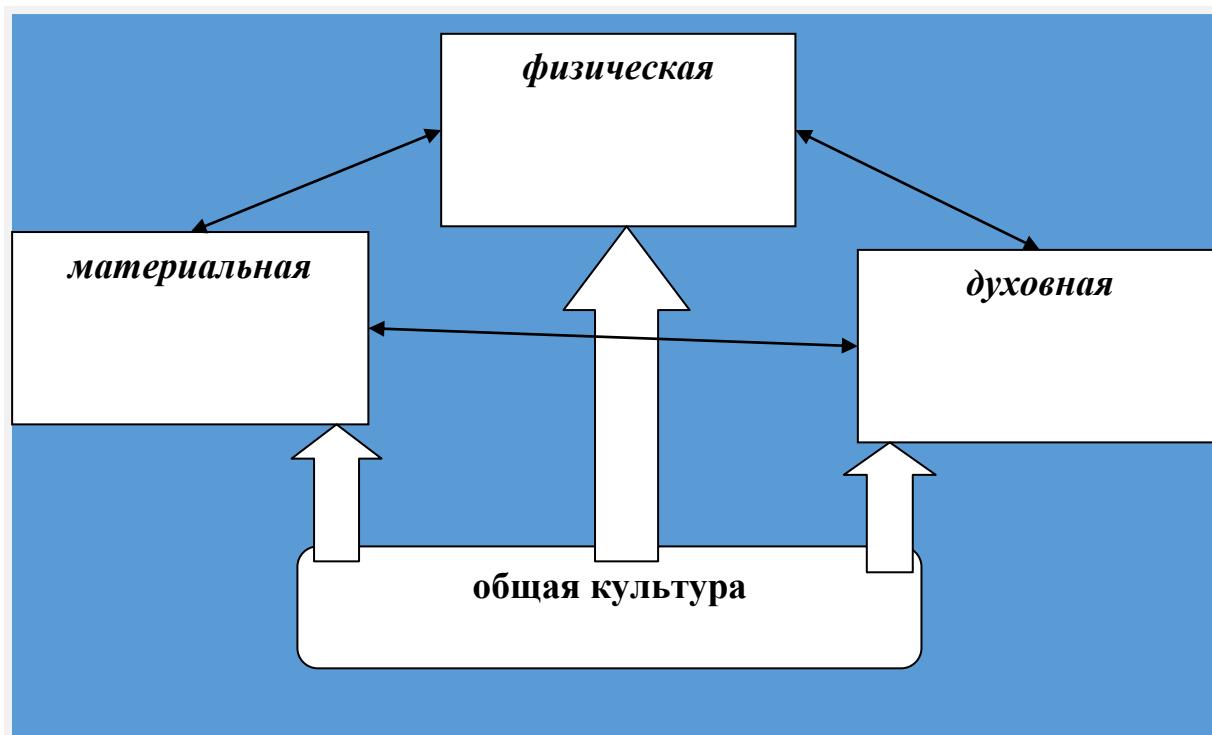 физическая
материальная
духовная
общая культура